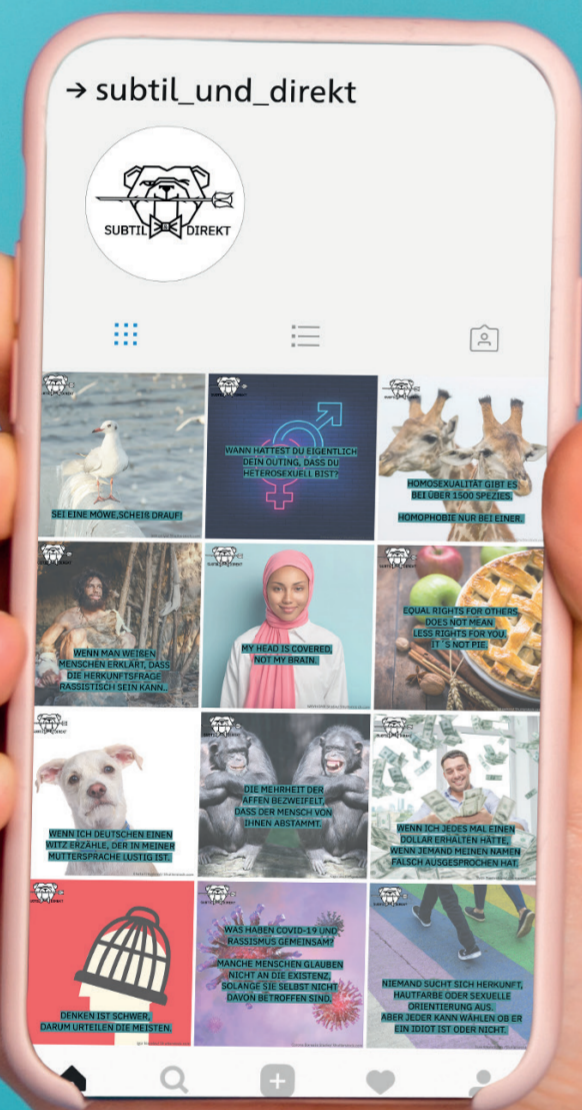 → subtil_und_direkt
SUBTIL DIREKT
SEI EINE MÖWE,SCHEIß DRAUF!
WANN HATTEST DU EIGENTLICH
DEIN OUTING, DASS DU
HETEROSEXUELL BIST?
HOMOSEXUALITÄT GIBT ES
BEI ÜBER 1500 SPEZIES.
HOMOPHOBIE NUR BEI EINER.
WENN MAN WEIßEN
MENSCHEN ERKLÄRT, DASS
DIE HERKUNFTSFRAGE
RASSISTISCH SEIN KANN..
MY HEAD IS COVERED,
NOT MY BRAIN.
EQUAL RIGHTS FOR OTHERS
DOES NOT MEAN
LESS RIGHTS FOR YOU.
IT´S NOT PIE.
WENN ICH DEUTSCHEN EINEN
WITZ ERZÄHLE, DER IN MEINER
MUTTERSPRACHE LUSTIG IST.
DIE MEHRHEIT DER
AFFEN BEZWEIFELT,
DASS DER MENSCH VON
IHNEN ABSTAMMT.
WENN ICH JEDES MAL EINEN
DOLLAR ERHALTEN HÄTTE,
WENN JEMAND MEINEN NAMEN
FALSCH AUSGESPROCHEN HAT.
DENKEN IST SCHWER,
DARUM URTEILEN DIE MEISTEN.
WAS HABEN COVID-19 UND
RASSISMUS GEMEINSAM?
MANCHE MENSCHEN GLAUBEN
NICHT AN DIE EXISTENZ,
SOLANGE SIE SELBST NICHT
DAVON BETROFFEN SIND.
NIEMAND SUCHT SICH HERKUNFT,
HAUTFARBE ODER SEXUELLE
ORIENTIERUNG AUS.
ABER JEDER KANN WÄHLEN OB ER
EIN IDIOT IST ODER NICHT.